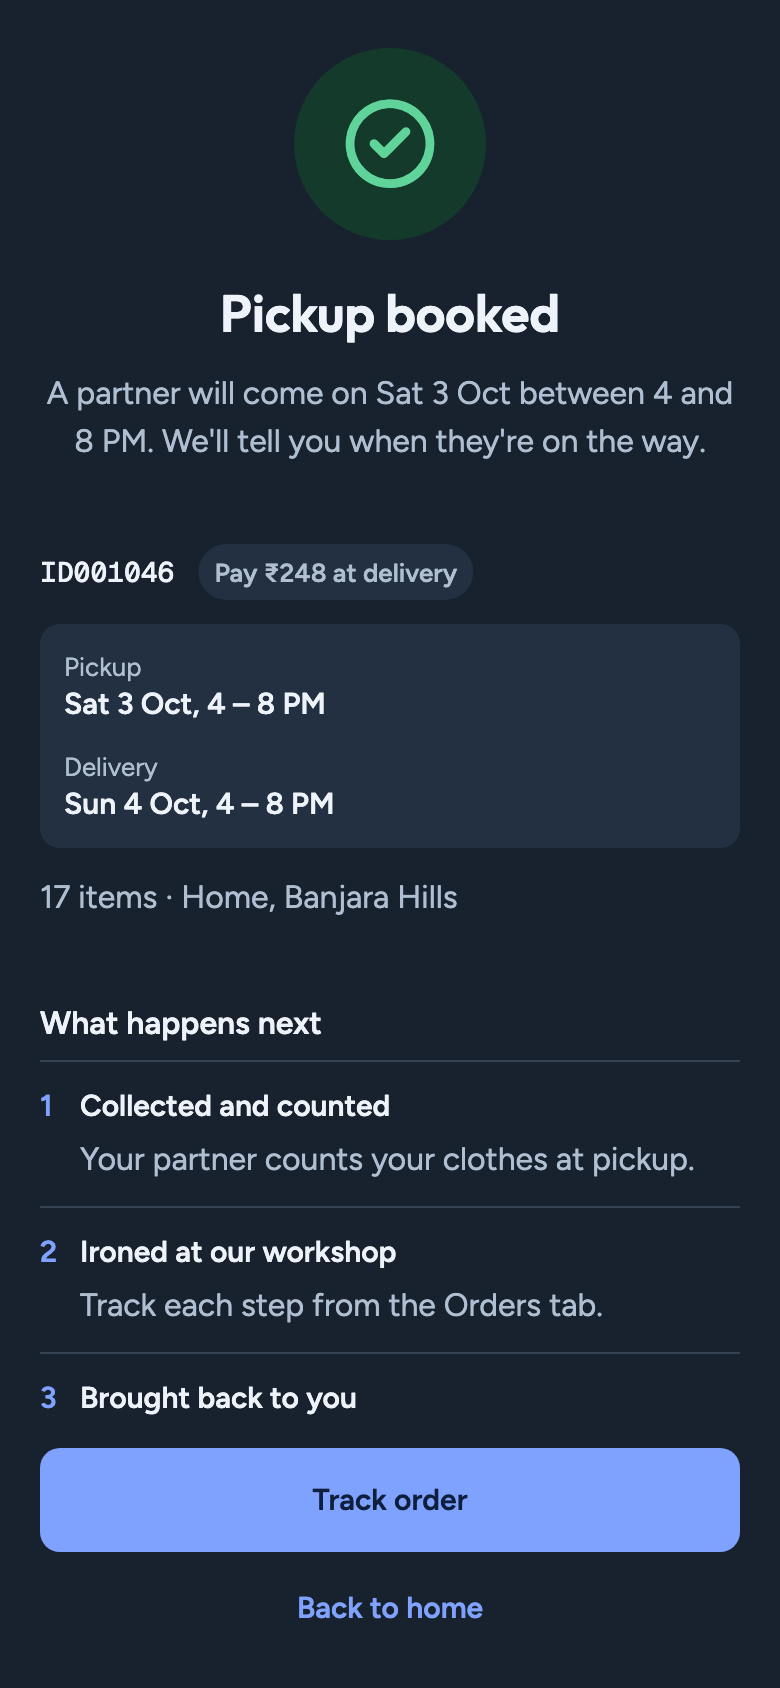 Pickup booked
A partner will come on Sat 3 Oct between 4 and
8 PM. We'll tell you when they're on the way.
ID001046 Pay ₹248 at delivery
Pickup
Sat 3 Oct, 4 – 8 PM
Delivery
Sun 4 Oct, 4 – 8 PM
17 items · Home, Banjara Hills
What happens next
1 Collected and counted
Your partner counts your clothes at pickup.
2 Ironed at our workshop
Track each step from the Orders tab.
3 Brought back to you
Track order
Back to home